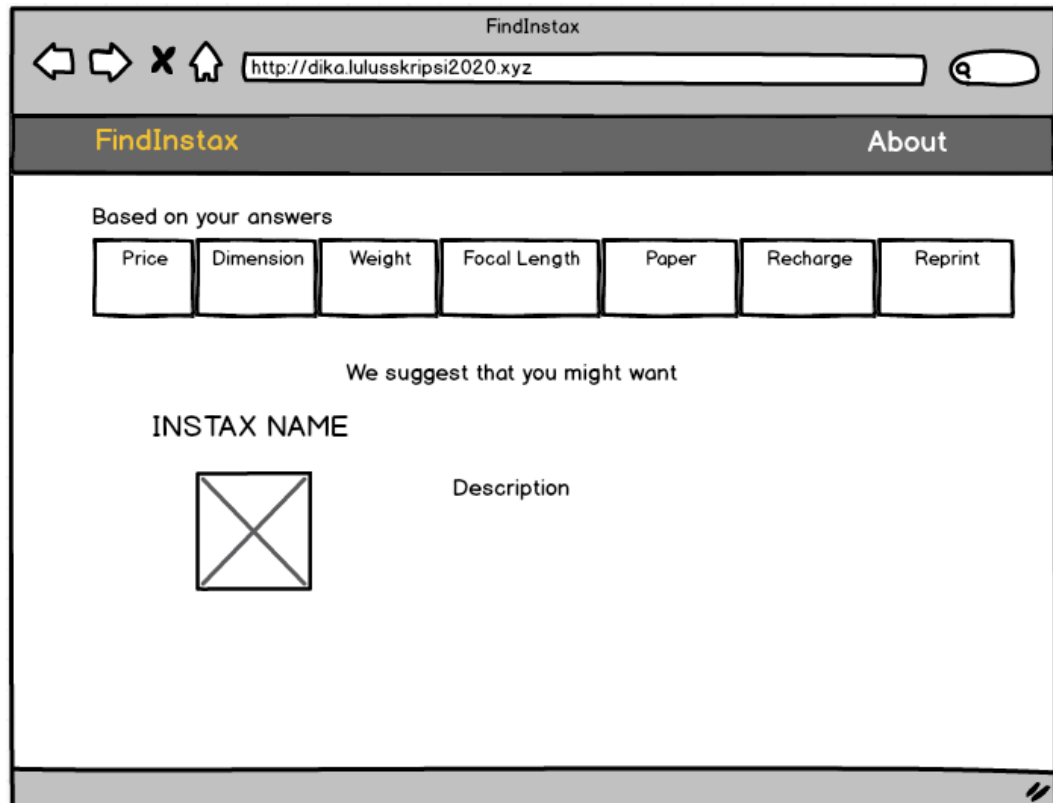 FindInstax
http://dika.lulusskripsi2020.xyz
FindInstax About
Based on your answers
Price Dimension Weight Focal Length Paper Recharge Reprint
We suggest that you might want
INSTAX NAME
Description